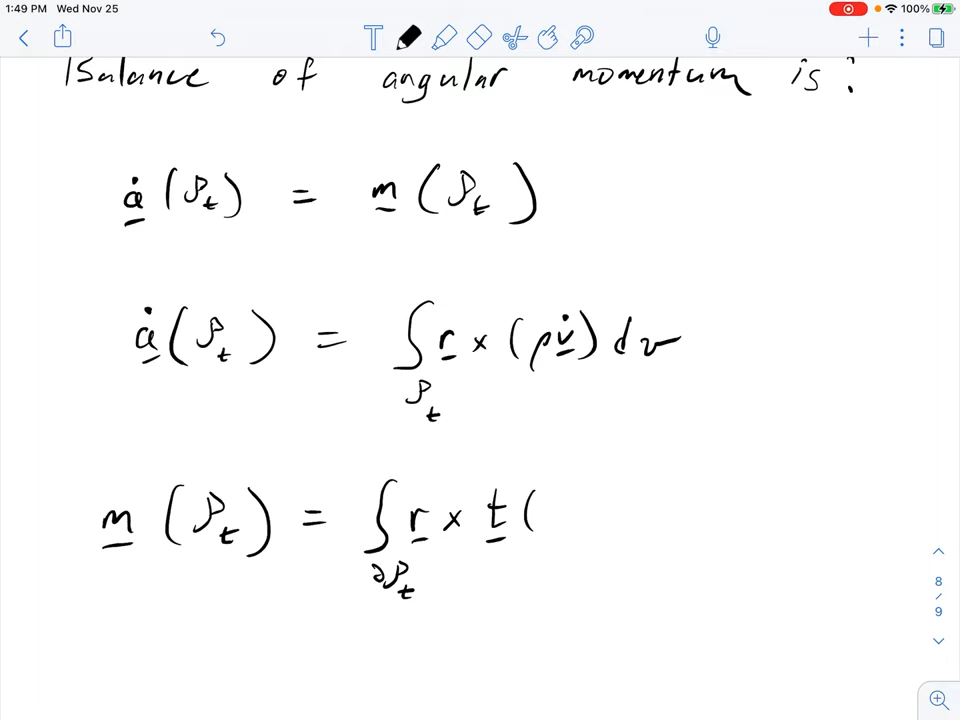 1:49 PM Wed Nov 25 100%
Balance of angular momentum is:
ȧ (𝒫ₜ) = m (𝒫ₜ)
ȧ (𝒫ₜ) = ∫ r × (ρv̇) dv
𝒫ₜ
m (𝒫ₜ) = ∫ r × t (
∂𝒫ₜ
8
/
9